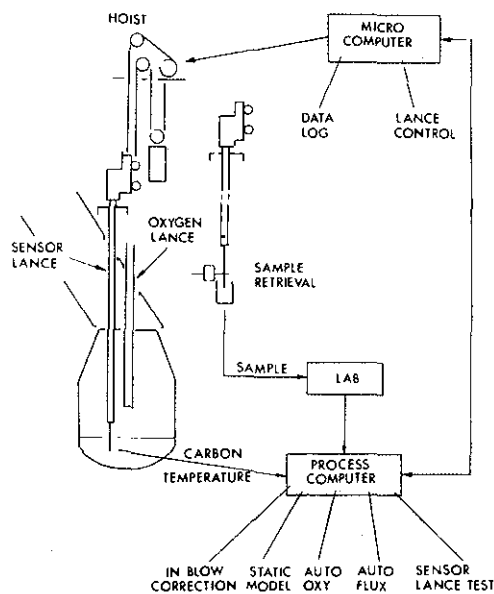 HOIST
MICRO
COMPUTER
DATA
LOG
LANCE
CONTROL
SENSOR
LANCE
OXYGEN
LANCE
SAMPLE
RETRIEVAL
SAMPLE
LAB
CARBON
TEMPERATURE
PROCESS
COMPUTER
IN BLOW
CORRECTION
STATIC
MODEL
AUTO
OXY
AUTO
FLUX
SENSOR
LANCE TEST